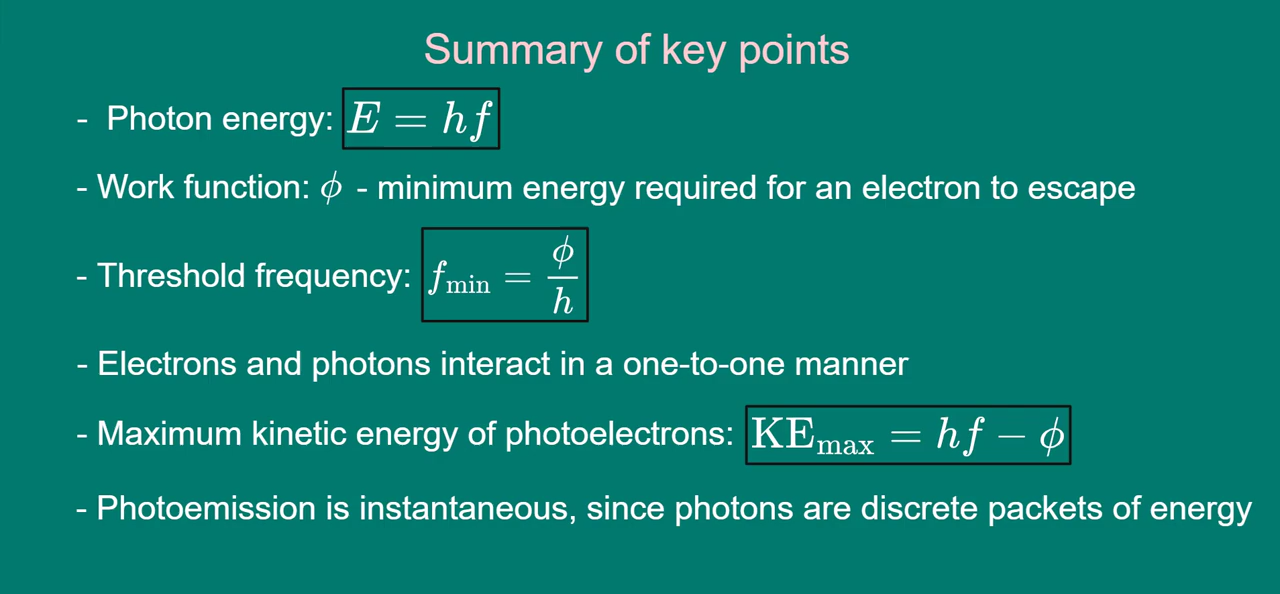 Summary of key points
- Photon energy: E = hf
- Work function: ϕ - minimum energy required for an electron to escape
- Threshold frequency: f_min = ϕ/h
- Electrons and photons interact in a one-to-one manner
- Maximum kinetic energy of photoelectrons: KE_max = hf − ϕ
- Photoemission is instantaneous, since photons are discrete packets of energy